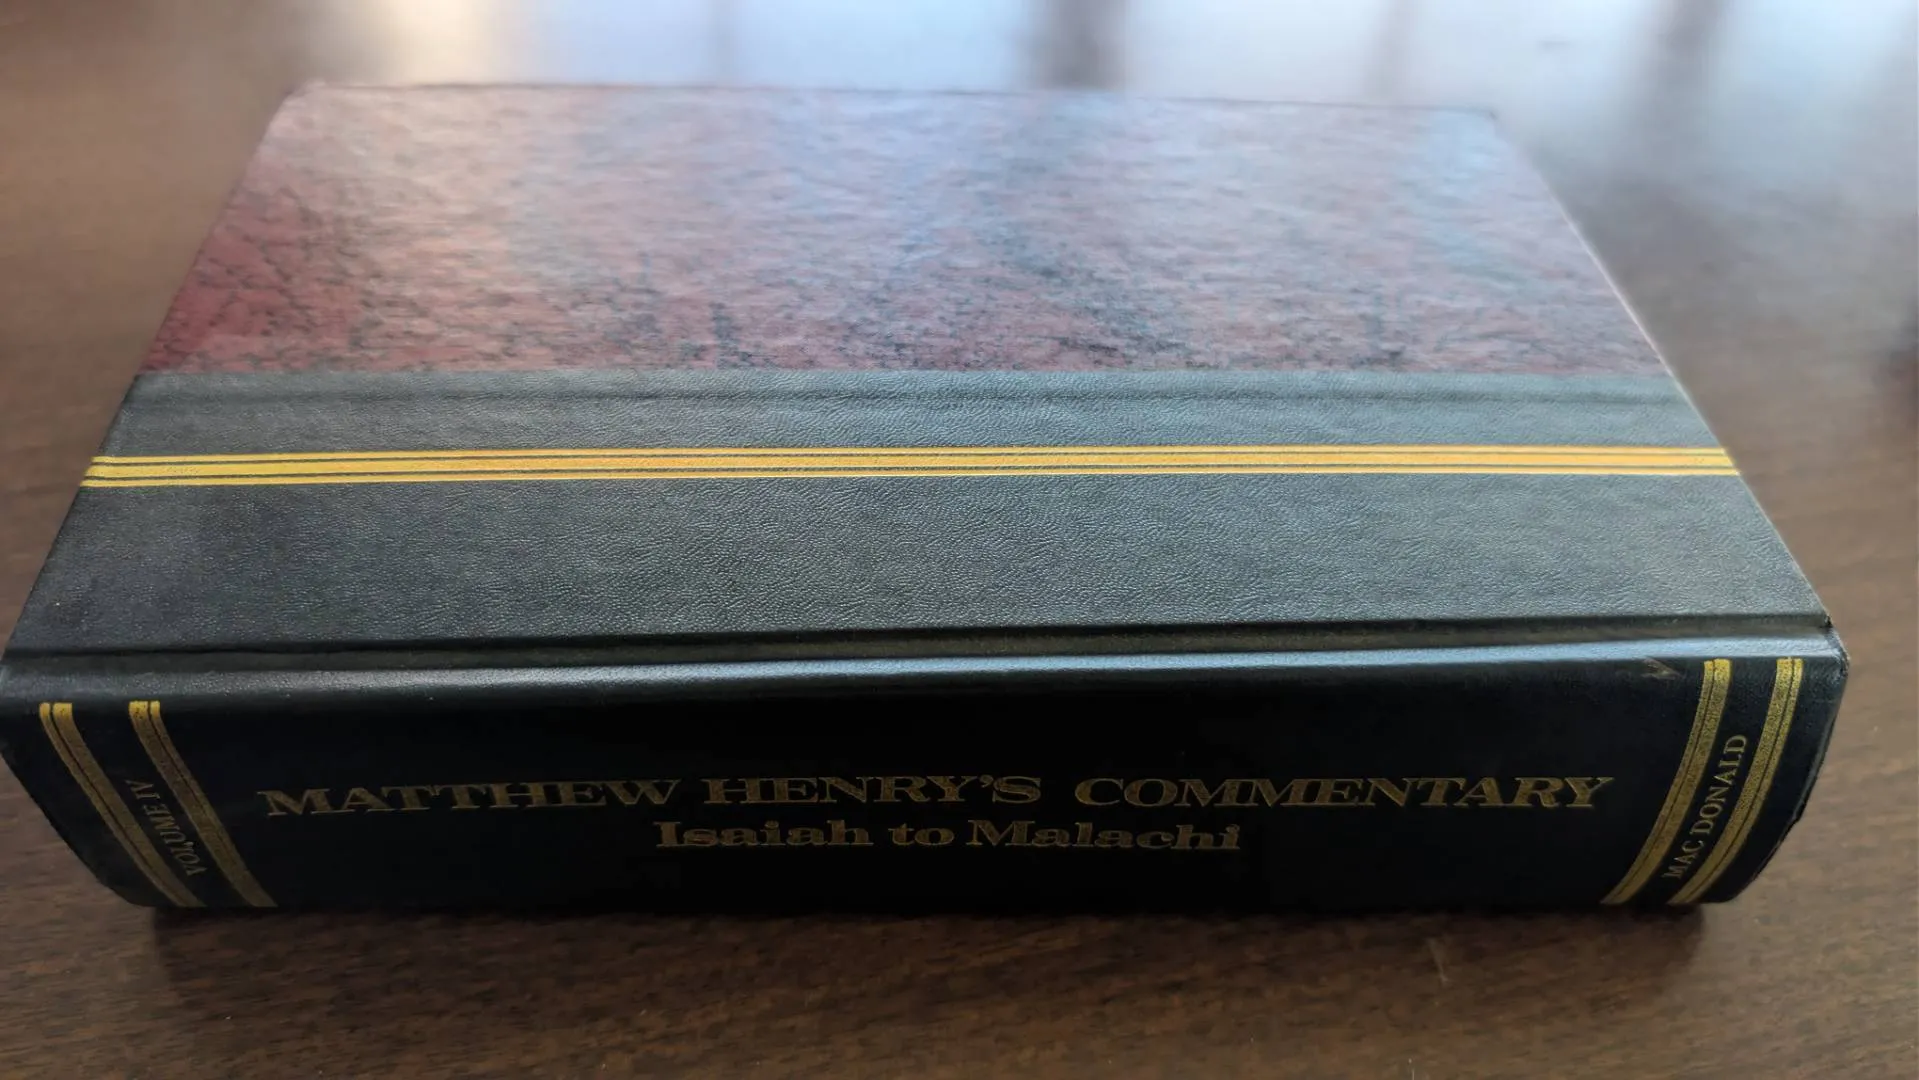 VOLUME IV
MATTHEW HENRY'S COMMENTARY
Isaiah to Malachi
MAC DONALD